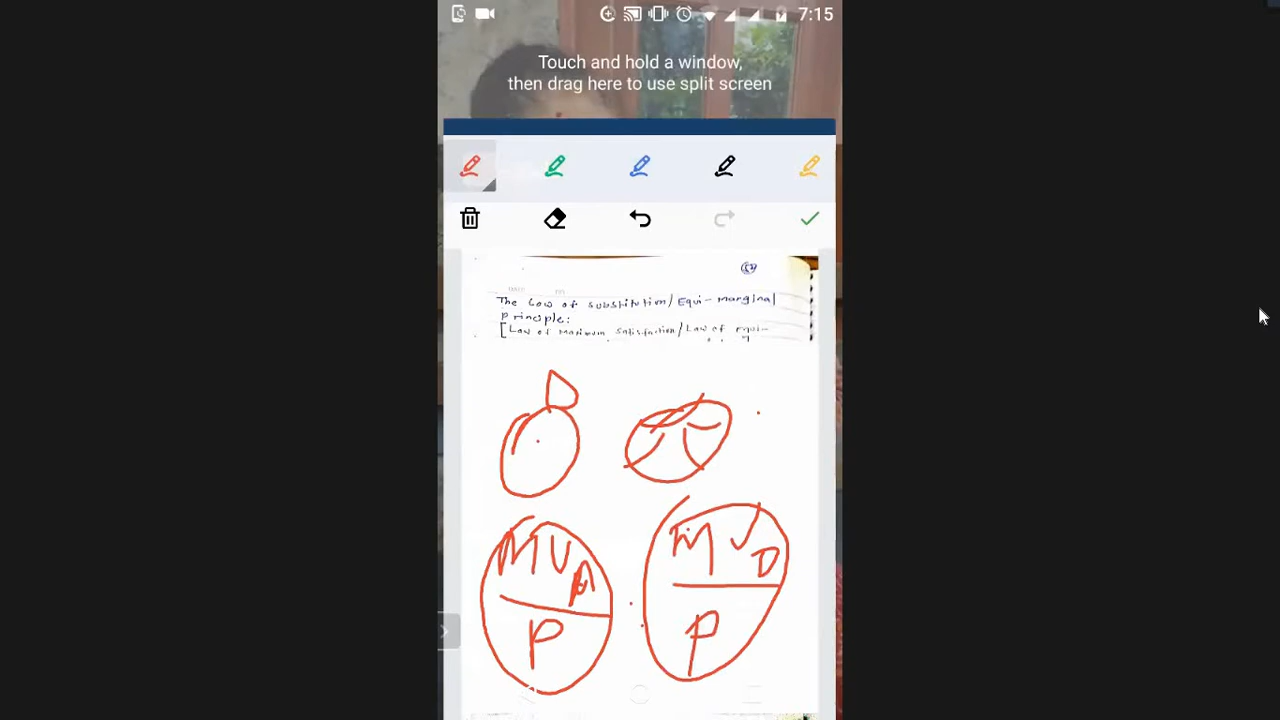 7:15
Touch and hold a window,
then drag here to use split screen
52
The Law of substitution/Equi-marginal
principle:
[Law of Maximum satisfaction/Law of equi-
MU MU
P P